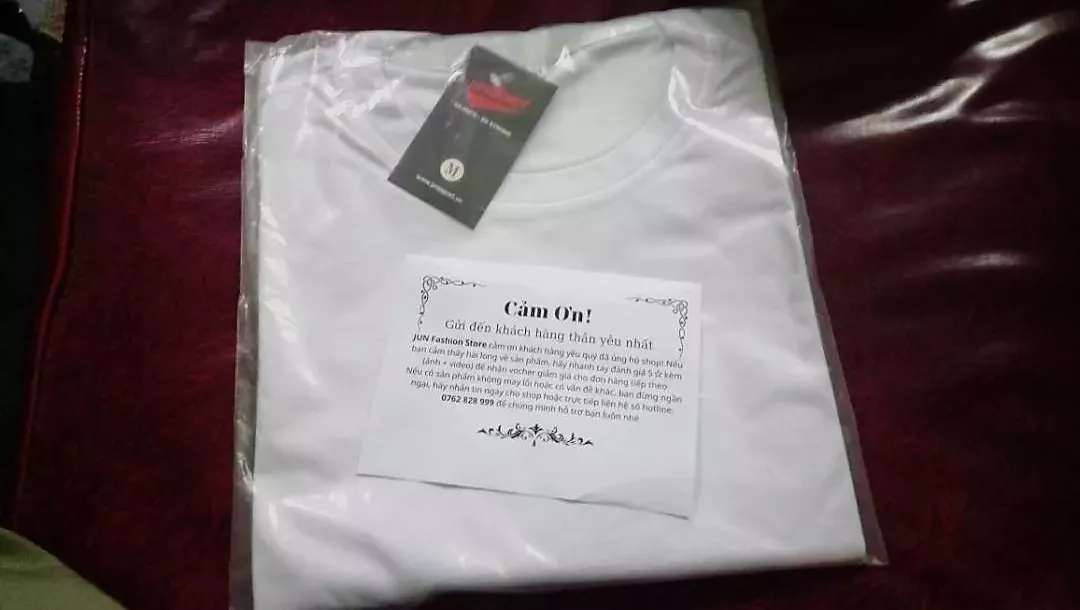 M
Cảm Ơn!
Gửi đến khách hàng thân yêu nhất
JUN Fashion Store cảm ơn khách hàng yêu quý đã ủng hộ shop! Nếu
bạn cảm thấy hài lòng về sản phẩm, hãy nhanh tay đánh giá 5 ☆ kèm
(ảnh + video) để nhận vocher giảm giá cho đơn hàng tiếp theo
Nếu có sản phẩm không may lỗi hoặc có vấn đề khác, bạn đừng ngần
ngại, hãy nhắn tin ngay cho shop hoặc trực tiếp liên hệ số hotline:
0762 828 999 để chúng mình hỗ trợ bạn luôn nhé